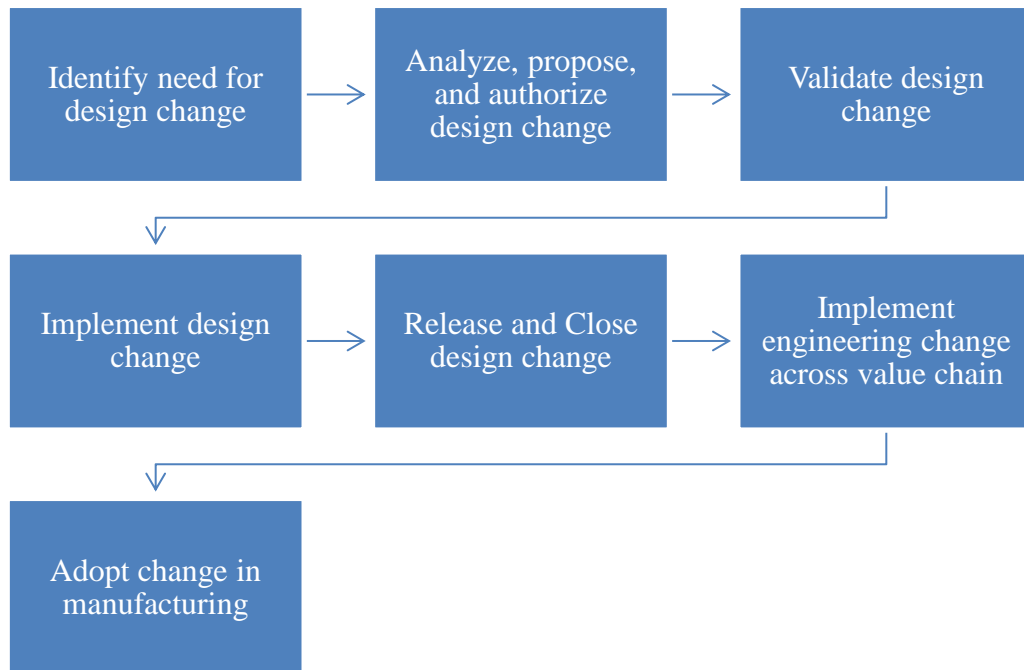 Identify need for
design change
Analyze, propose,
and authorize
design change
Validate design
change
Implement design
change
Release and Close
design change
Implement
engineering change
across value chain
Adopt change in
manufacturing